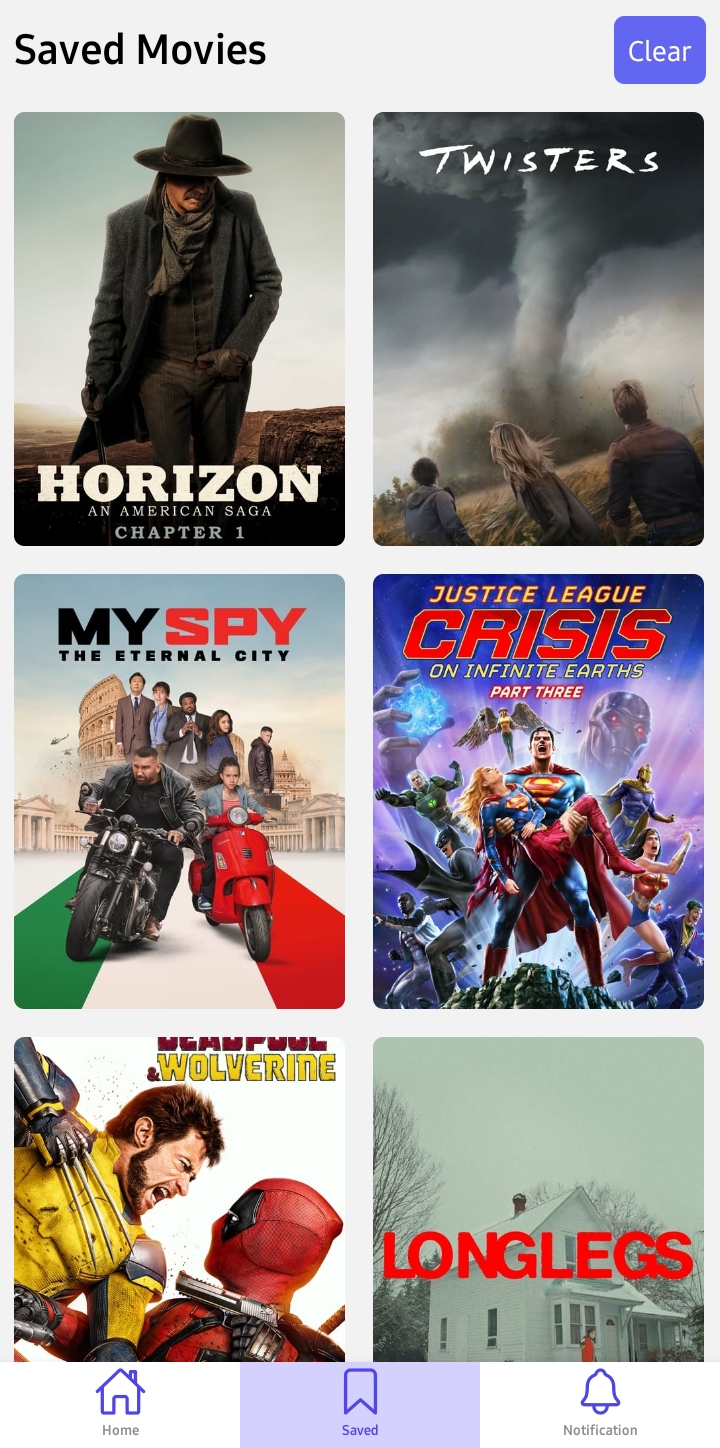 Saved Movies
Clear
TWISTERS
HORIZON
AN AMERICAN SAGA
CHAPTER 1
MY SPY
THE ETERNAL CITY
JUSTICE LEAGUE
CRISIS
ON INFINITE EARTHS
PART THREE
DEADPOOL
&WOLVERINE
LONGLEGS
Home
Saved
Notification